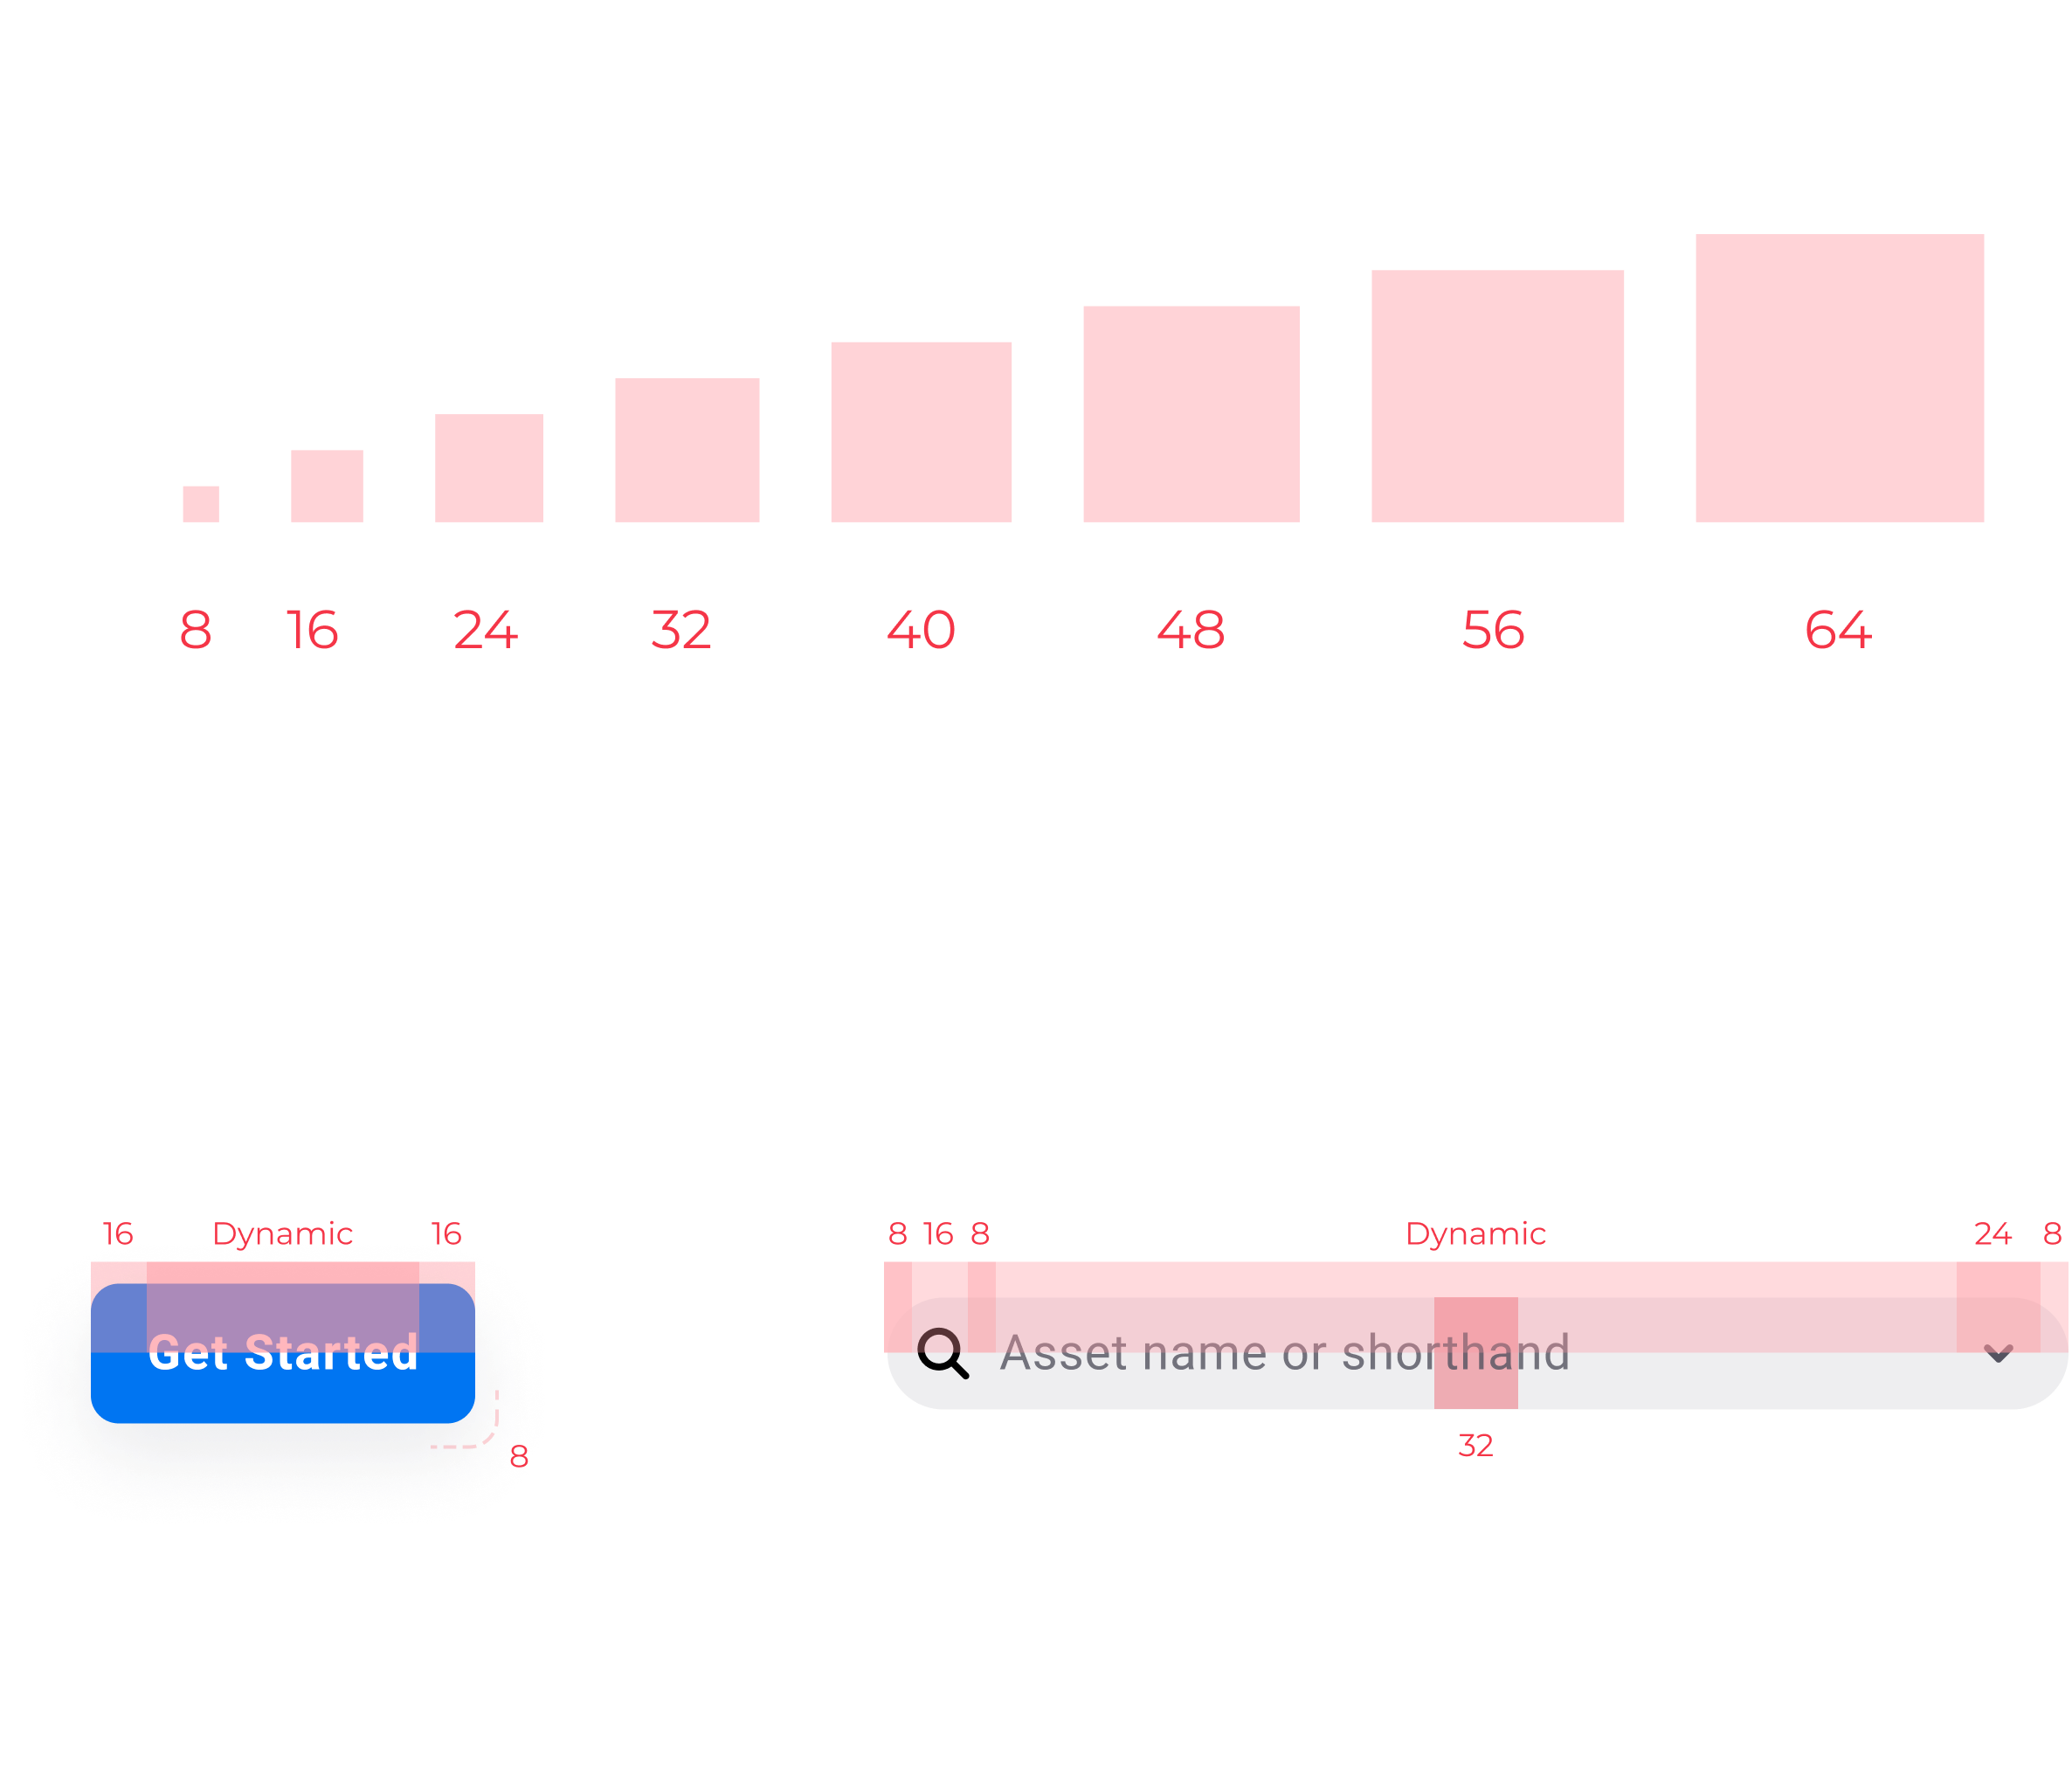 8 16 24 32 40 48 56 64
16 Dynamic 16
Get Started
8
8 16 8 Dynamic 24 8
Asset name or shorthand
32